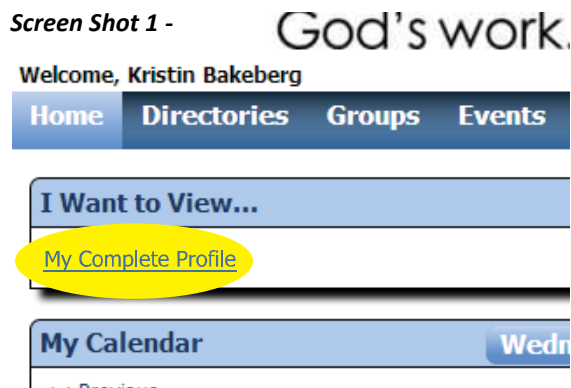 Screen Shot 1 -
God's work.
Welcome, Kristin Bakeberg
Home Directories Groups Events
I Want to View...
My Complete Profile
My Calendar